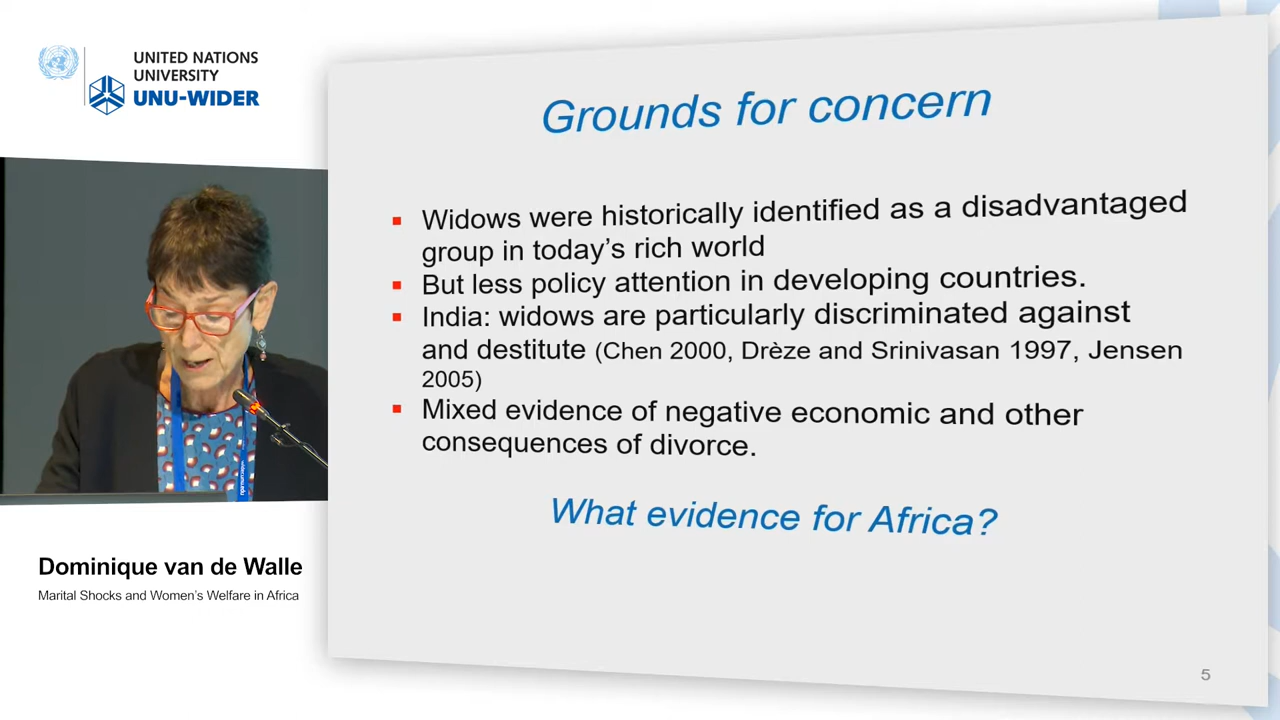 UNITED NATIONS
UNIVERSITY
UNU-WIDER
Grounds for concern
Widows were historically identified as a disadvantaged
group in today's rich world
But less policy attention in developing countries.
India: widows are particularly discriminated against
and destitute (Chen 2000, Drèze and Srinivasan 1997, Jensen
2005)
Mixed evidence of negative economic and other
consequences of divorce.
What evidence for Africa?
Dominique van de Walle
Marital Shocks and Women's Welfare in Africa
5